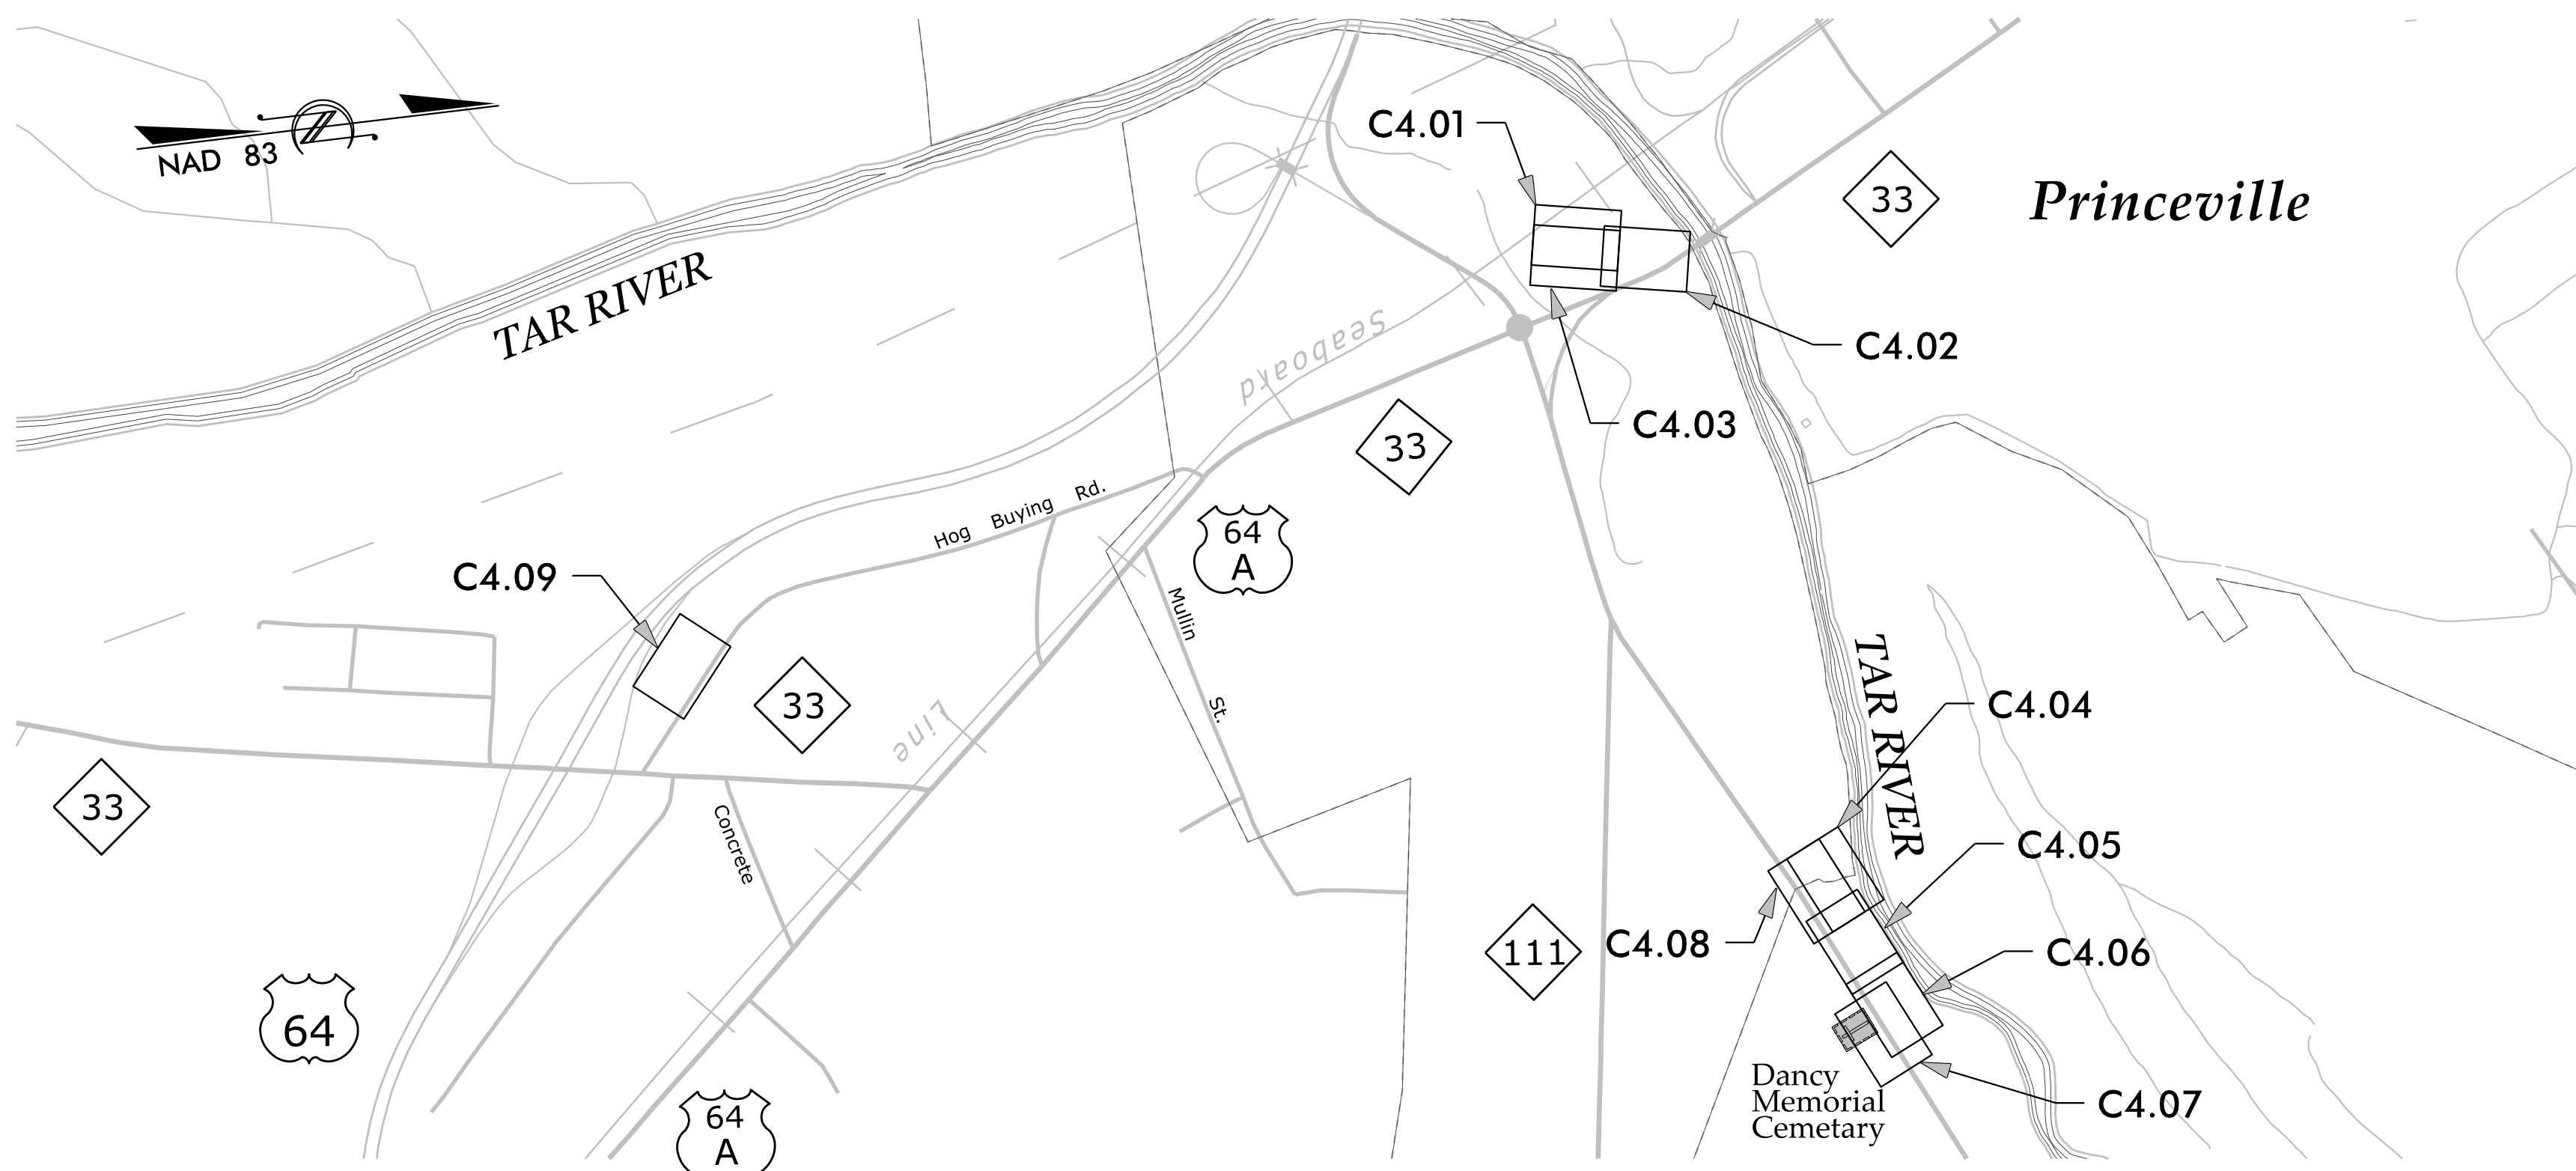 C4.01
NAD 83
33
Princeville
TAR RIVER
Seaboard
C4.02
C4.03
33
Hog Buying Rd.
64
A
C4.09
Mullin St.
33
Line
TAR RIVER
C4.04
33
Concrete
C4.05
111
C4.08
C4.06
64
Dancy
Memorial
Cemetary
C4.07
64
A